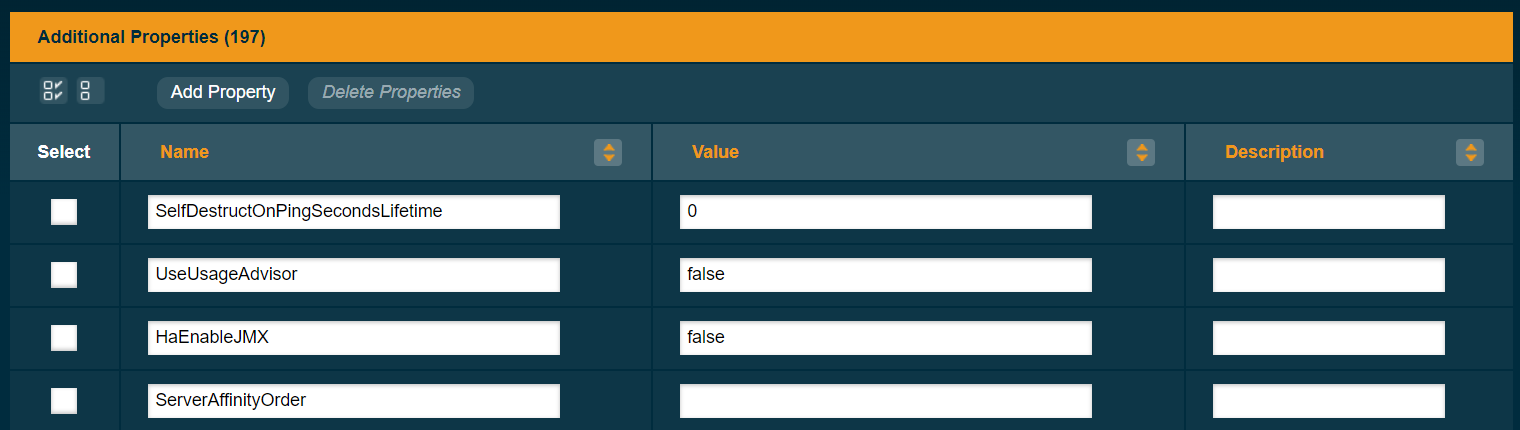 Additional Properties (197)
Add Property Delete Properties
Select Name Value Description
SelfDestructOnPingSecondsLifetime 0
UseUsageAdvisor false
HaEnableJMX false
ServerAffinityOrder